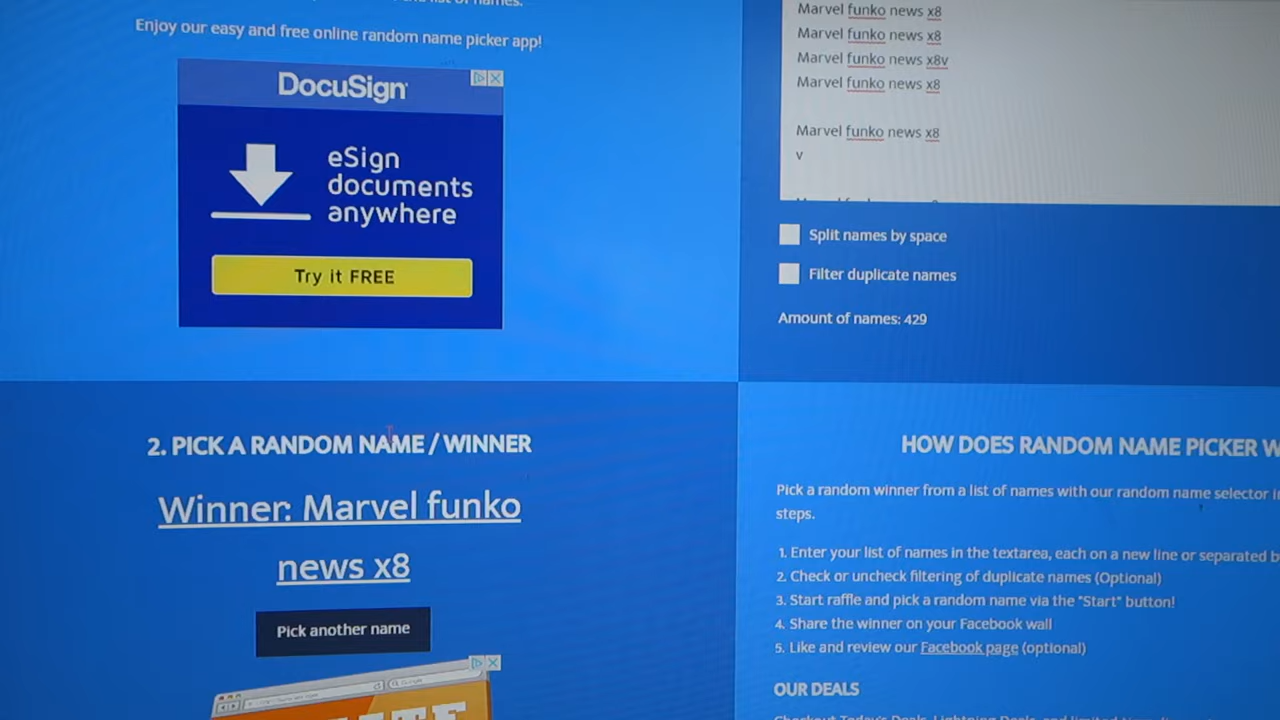 Enjoy our easy and free online random name picker app!
DocuSign
eSign
documents
anywhere
Try it FREE
Marvel funko news x8
Marvel funko news x8
Marvel funko news x8v
Marvel funko news x8
Marvel funko news x8
v
Split names by space
Filter duplicate names
Amount of names: 429
2. PICK A RANDOM NAME / WINNER
Winner: Marvel funko
news x8
Pick another name
HOW DOES RANDOM NAME PICKER W
Pick a random winner from a list of names with our random name selector in
steps.
1. Enter your list of names in the textarea, each on a new line or separated b
2. Check or uncheck filtering of duplicate names (Optional)
3. Start raffle and pick a random name via the "Start" button!
4. Share the winner on your Facebook wall
5. Like and review our Facebook page (optional)
OUR DEALS